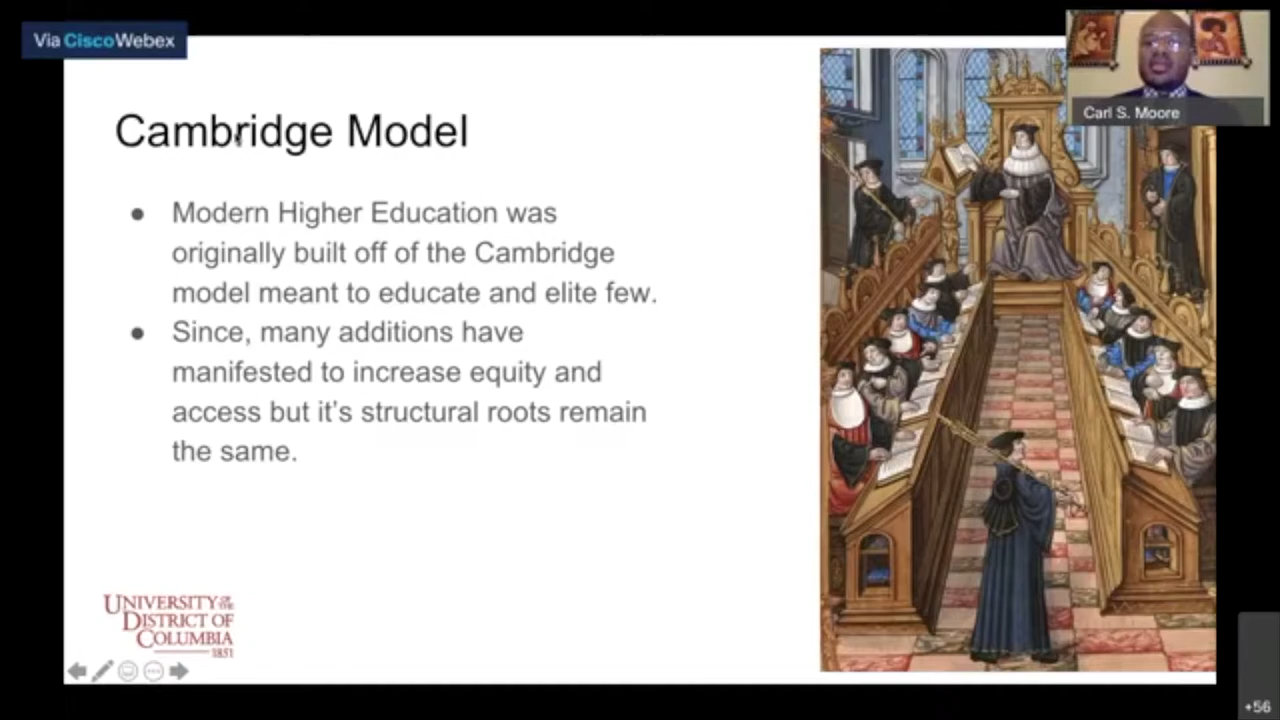 Via Cisco Webex
Carl S. Moore
Cambridge Model
● Modern Higher Education was
originally built off of the Cambridge
model meant to educate and elite few.
● Since, many additions have
manifested to increase equity and
access but it's structural roots remain
the same.
UNIVERSITY OF THE
DISTRICT OF
COLUMBIA
1851
+56